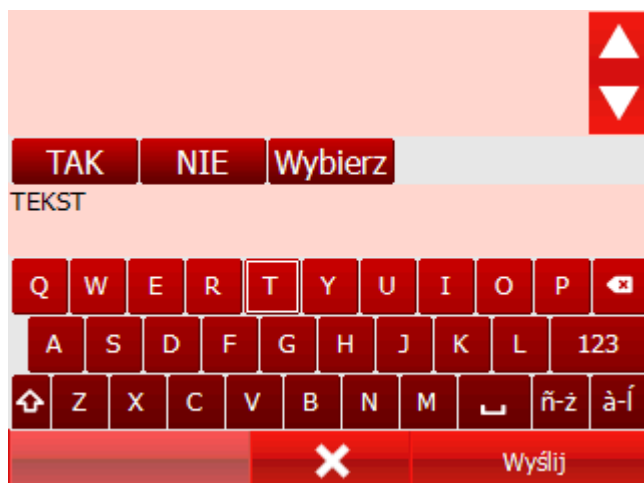 TAK NIE Wybierz
TEKST
Q W E R T Y U I O P
A S D F G H J K L 123
Z X C V B N M ñ-ż à-Í
Wyślij